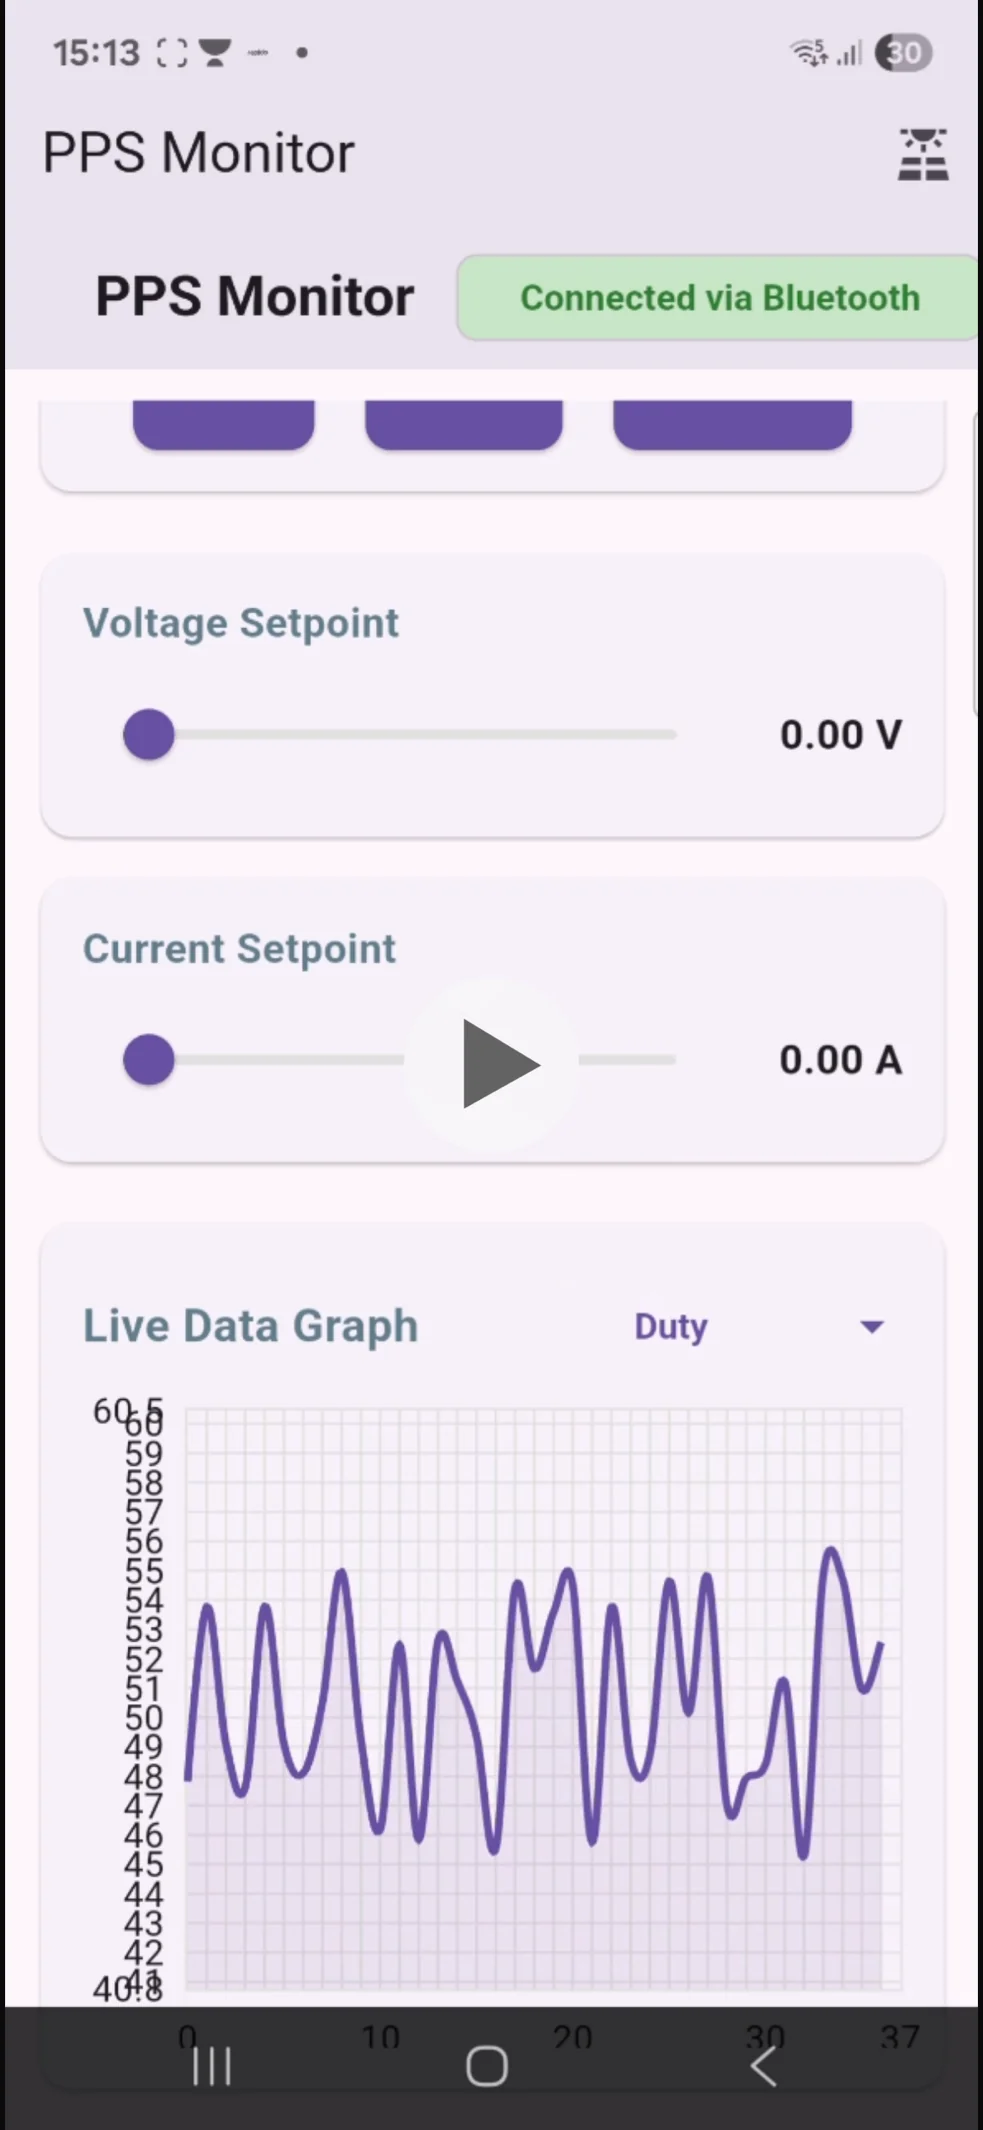 15:13
5
30
PPS Monitor
PPS Monitor
Connected via Bluetooth
Voltage Setpoint
0.00 V
Current Setpoint
0.00 A
Live Data Graph
Duty
60.5
60
59
58
57
56
55
54
53
52
51
50
49
48
47
46
45
44
43
42
41
40.8
0 10 20 30 37